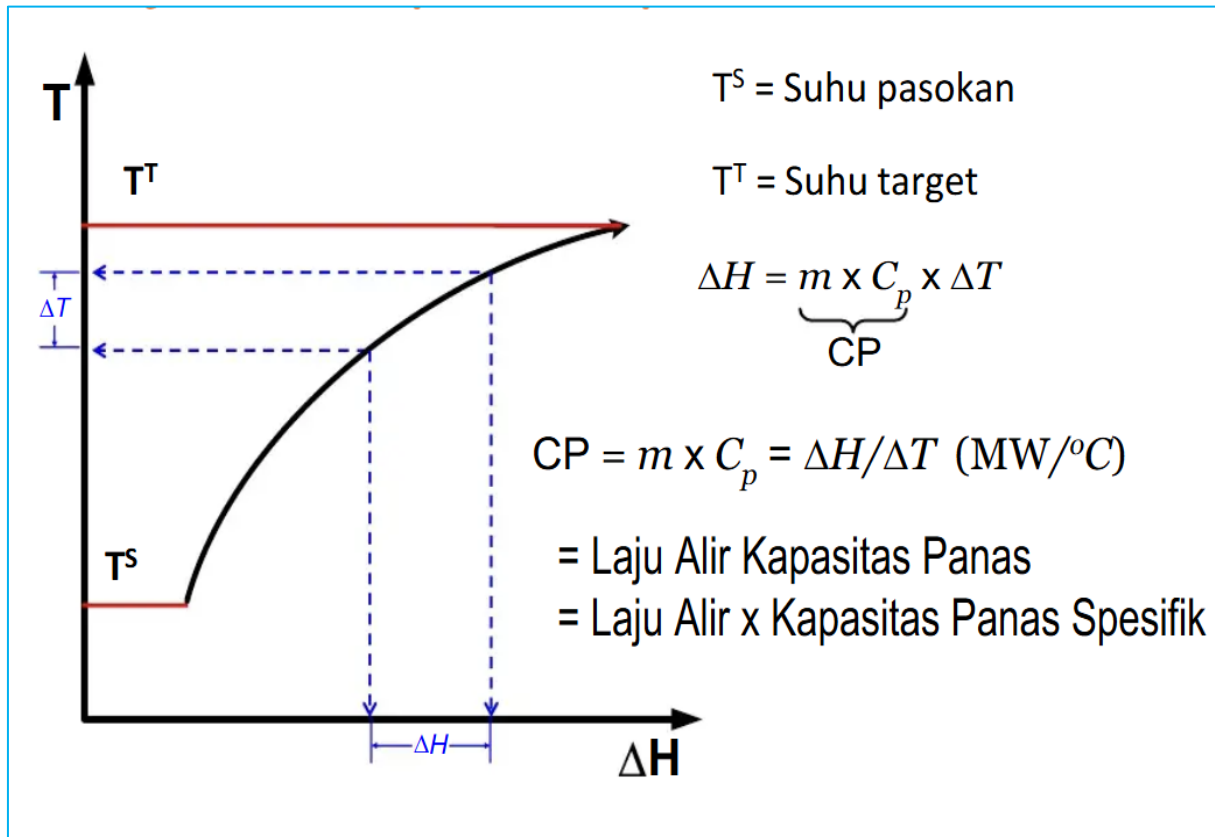 T
T^T
ΔT
T^S
ΔH
ΔH
T^S = Suhu pasokan
T^T = Suhu target
ΔH = m x C_p x ΔT
CP
CP = m x C_p = ΔH/ΔT (MW/°C)
= Laju Alir Kapasitas Panas
= Laju Alir x Kapasitas Panas Spesifik